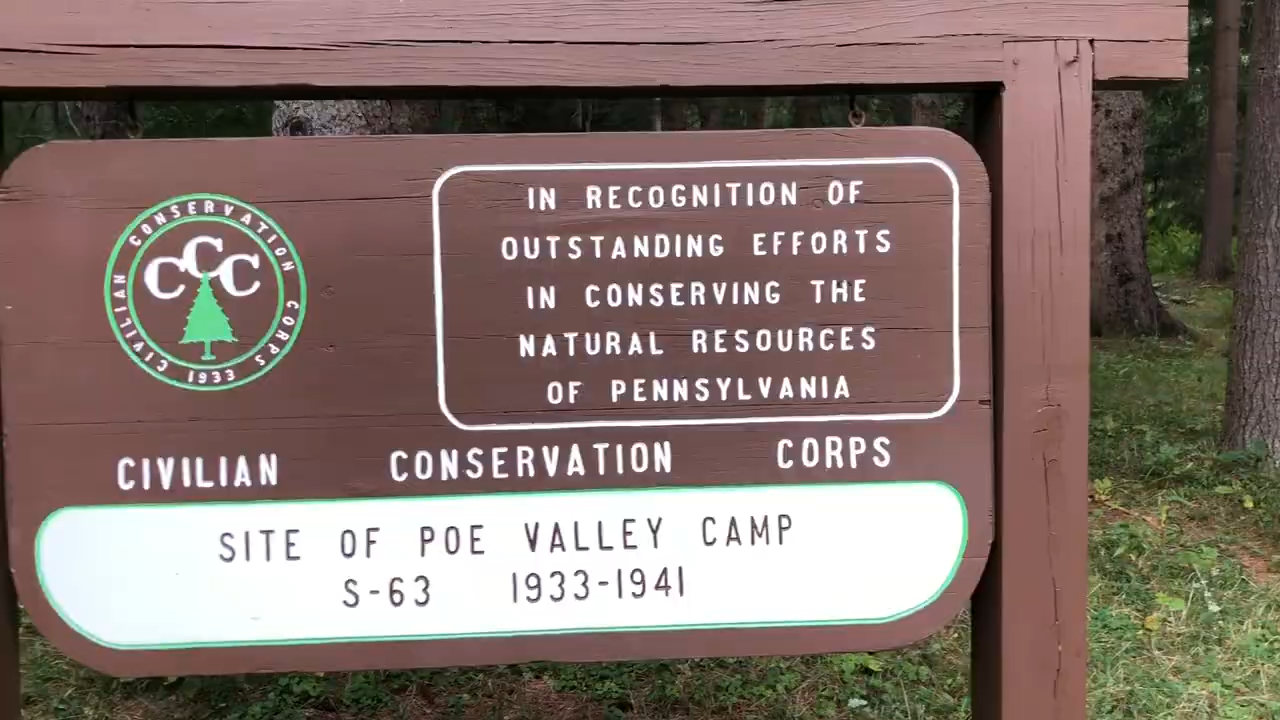 CIVILIAN CONSERVATION CORPS
1933
CCC
IN RECOGNITION OF
OUTSTANDING EFFORTS
IN CONSERVING THE
NATURAL RESOURCES
OF PENNSYLVANIA
CIVILIAN CONSERVATION CORPS
SITE OF POE VALLEY CAMP
S-63 1933-1941